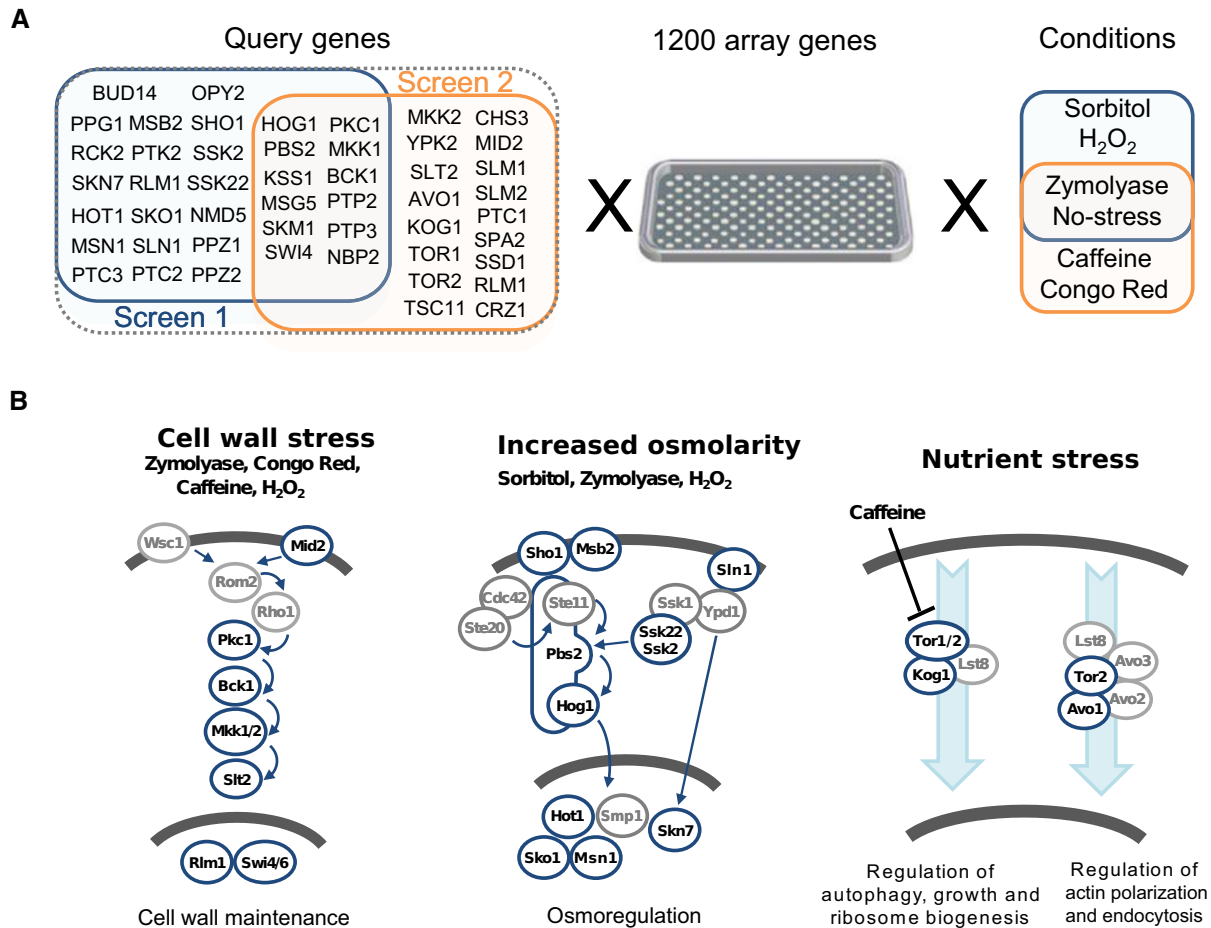 A
Query genes
1200 array genes
Conditions
Screen 2
BUD14 OPY2
PPG1 MSB2 SHO1
RCK2 PTK2 SSK2
SKN7 RLM1 SSK22
HOT1 SKO1 NMD5
MSN1 SLN1 PPZ1
PTC3 PTC2 PPZ2
Screen 1
HOG1 PKC1
PBS2 MKK1
KSS1 BCK1
MSG5 PTP2
SKM1 PTP3
SWI4 NBP2
MKK2 CHS3
YPK2 MID2
SLT2 SLM1
AVO1 SLM2
KOG1 PTC1
TOR1 SPA2
TOR2 SSD1
TSC11 RLM1
CRZ1
X
X
Sorbitol
H₂O₂
Zymolyase
No-stress
Caffeine
Congo Red
B
Cell wall stress
Zymolyase, Congo Red,
Caffeine, H₂O₂
Wsc1
Mid2
Rom2
Rho1
Pkc1
Bck1
Mkk1/2
Slt2
Rlm1 Swi4/6
Cell wall maintenance
Increased osmolarity
Sorbitol, Zymolyase, H₂O₂
Sho1 Msb2
Sln1
Cdc42
Ste11
Ssk1 Ypd1
Ste20
Ssk22
Ssk2
Pbs2
Hog1
Hot1 Smp1 Skn7
Sko1 Msn1
Osmoregulation
Nutrient stress
Caffeine
Tor1/2
Kog1 Lst8
Lst8
Avo3
Tor2
Avo2
Avo1
Regulation of
autophagy, growth and
ribosome biogenesis
Regulation of
actin polarization
and endocytosis